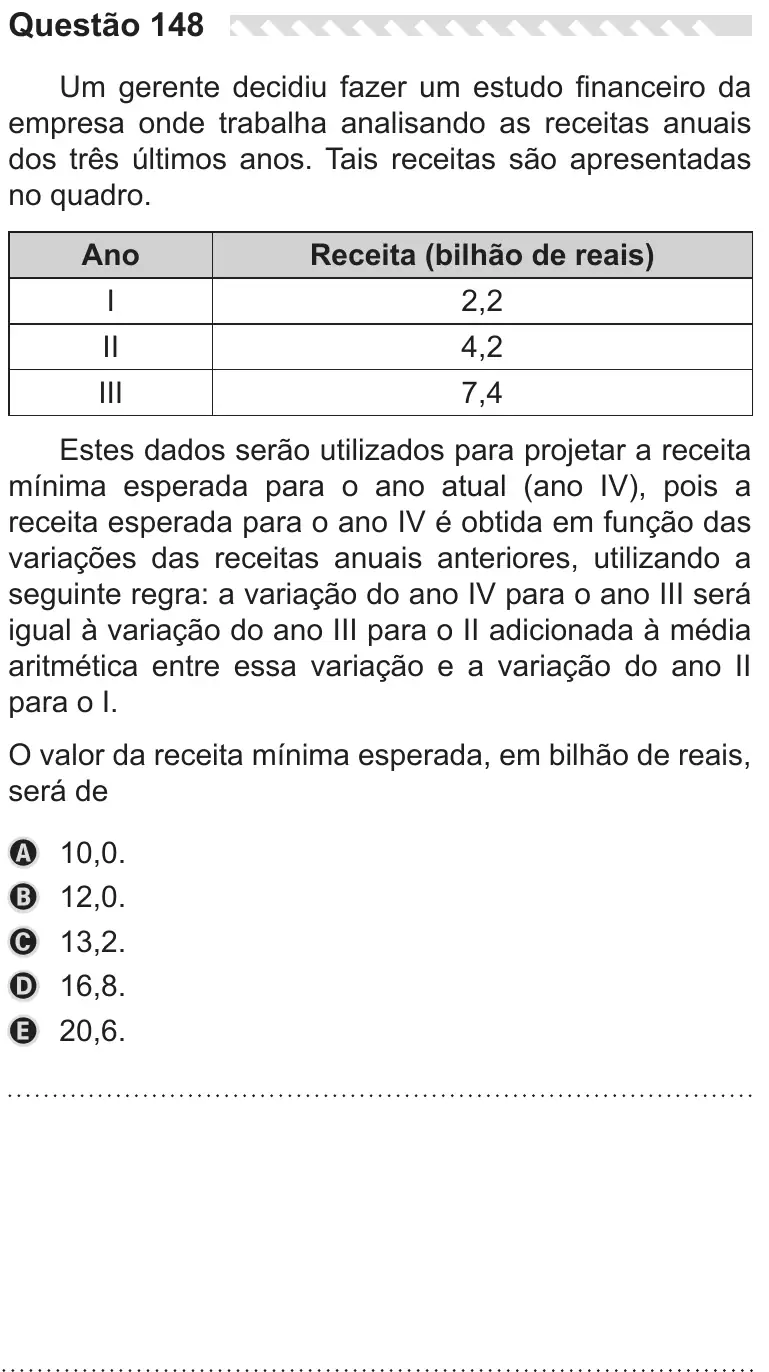 Questão 148
Um gerente decidiu fazer um estudo financeiro da
empresa onde trabalha analisando as receitas anuais
dos três últimos anos. Tais receitas são apresentadas
no quadro.
Ano Receita (bilhão de reais)
I 2,2
II 4,2
III 7,4
Estes dados serão utilizados para projetar a receita
mínima esperada para o ano atual (ano IV), pois a
receita esperada para o ano IV é obtida em função das
variações das receitas anuais anteriores, utilizando a
seguinte regra: a variação do ano IV para o ano III será
igual à variação do ano III para o II adicionada à média
aritmética entre essa variação e a variação do ano II
para o I.
O valor da receita mínima esperada, em bilhão de reais,
será de
A 10,0.
B 12,0.
C 13,2.
D 16,8.
E 20,6.